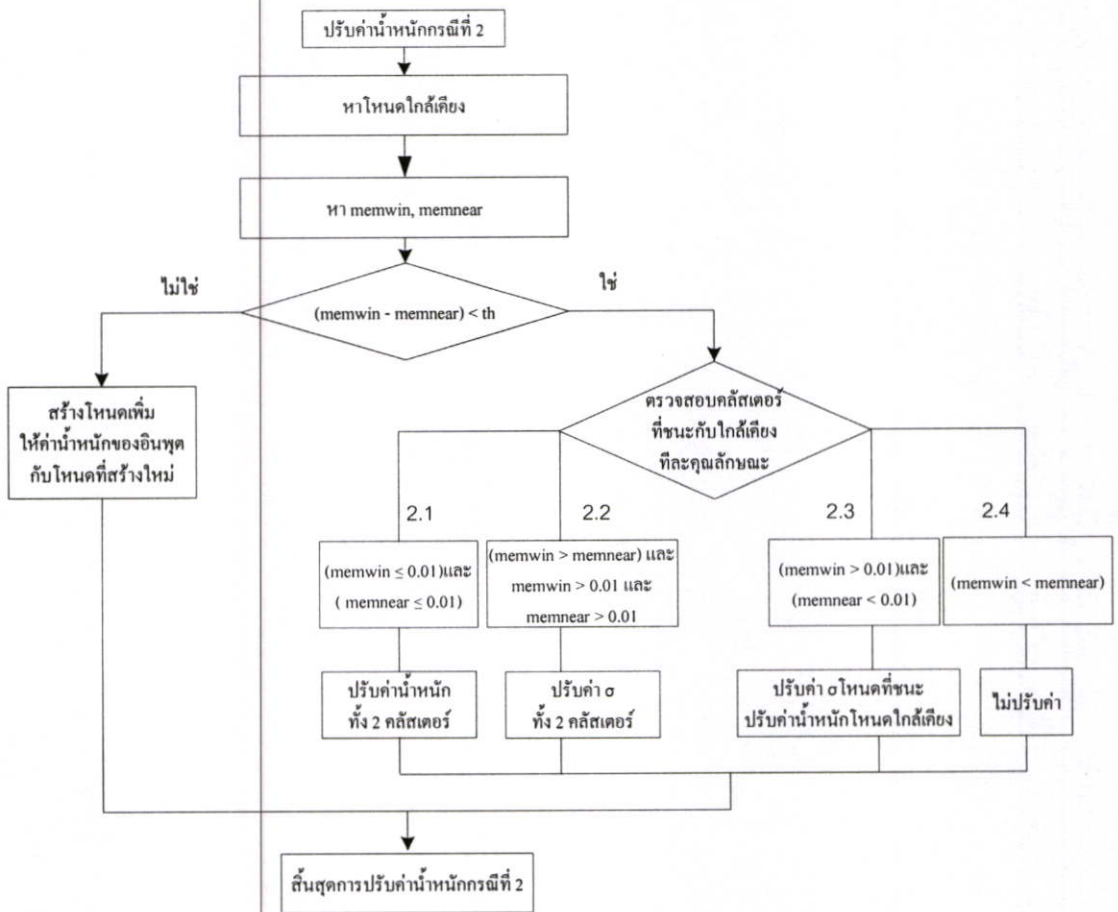 ปรับค่าน้ำหนักกรณีที่ 2
หาโหนดใกล้เคียง
หา memwin, memnear
ไม่ใช่
ใช่
(memwin - memnear) < th
สร้างโหนดเพิ่ม
ให้ค่าน้ำหนักของอินพุต
กับโหนดที่สร้างใหม่
ตรวจสอบคลัสเตอร์
ที่ชนะกับใกล้เคียง
ทีละคุณลักษณะ
2.1
2.2
2.3
2.4
(memwin ≤ 0.01)และ
( memnear ≤ 0.01)
(memwin > memnear) และ
memwin > 0.01 และ
memnear > 0.01
(memwin > 0.01)และ
(memnear < 0.01)
(memwin < memnear)
ปรับค่าน้ำหนัก
ทั้ง 2 คลัสเตอร์
ปรับค่า σ
ทั้ง 2 คลัสเตอร์
ปรับค่า σโหนดที่ชนะ
ปรับค่าน้ำหนักโหนดใกล้เคียง
ไม่ปรับค่า
สิ้นสุดการปรับค่าน้ำหนักกรณีที่ 2